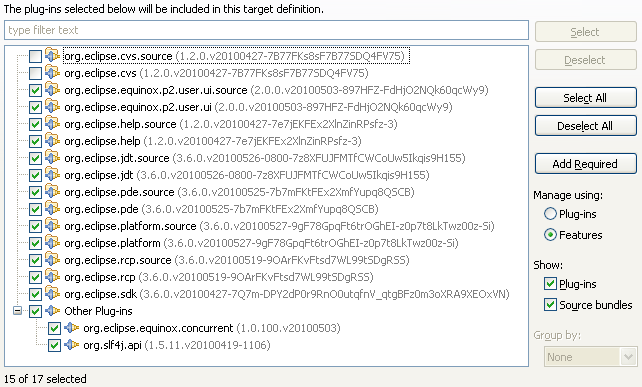 The plug-ins selected below will be included in this target definition.
type filter text
Select
org.eclipse.cvs.source (1.2.0.v20100427-7B77FKs8sF7B77SDQ4FV75)
Deselect
org.eclipse.cvs (1.2.0.v20100427-7B77FKs8sF7B77SDQ4FV75)
org.eclipse.equinox.p2.user.ui.source (2.0.0.v20100503-897HFZ-FdHjO2NQk60qcWy9)
Select All
org.eclipse.equinox.p2.user.ui (2.0.0.v20100503-897HFZ-FdHjO2NQk60qcWy9)
org.eclipse.help.source (1.2.0.v20100427-7e7jEKFEx2XlnZinRPsfz-3)
Deselect All
org.eclipse.help (1.2.0.v20100427-7e7jEKFEx2XlnZinRPsfz-3)
org.eclipse.jdt.source (3.6.0.v20100526-0800-7z8XFUJFMTfCWCoUw5Ikqis9H155)
Add Required
org.eclipse.jdt (3.6.0.v20100526-0800-7z8XFUJFMTfCWCoUw5Ikqis9H155)
org.eclipse.pde.source (3.6.0.v20100525-7b7mFKtFEx2XmfYupq8QSCB)
Manage using:
org.eclipse.pde (3.6.0.v20100525-7b7mFKtFEx2XmfYupq8QSCB)
Plug-ins
org.eclipse.platform.source (3.6.0.v20100527-9gF78GpqFt6trOGhEI-z0p7t8LkTwz00z-Si)
Features
org.eclipse.platform (3.6.0.v20100527-9gF78GpqFt6trOGhEI-z0p7t8LkTwz00z-Si)
org.eclipse.rcp.source (3.6.0.v20100519-9OArFKvFtsd7WL99tSDgRSS)
Show:
org.eclipse.rcp (3.6.0.v20100519-9OArFKvFtsd7WL99tSDgRSS)
Plug-ins
org.eclipse.sdk (3.6.0.v20100427-7Q7m-DPY2dP0r9RnO0utqfnV_qtgBFz0m3oXRA9XEOxVN)
Source bundles
Other Plug-ins
org.eclipse.equinox.concurrent (1.0.100.v20100503)
Group by:
org.slf4j.api (1.5.11.v20100419-1106)
None
15 of 17 selected